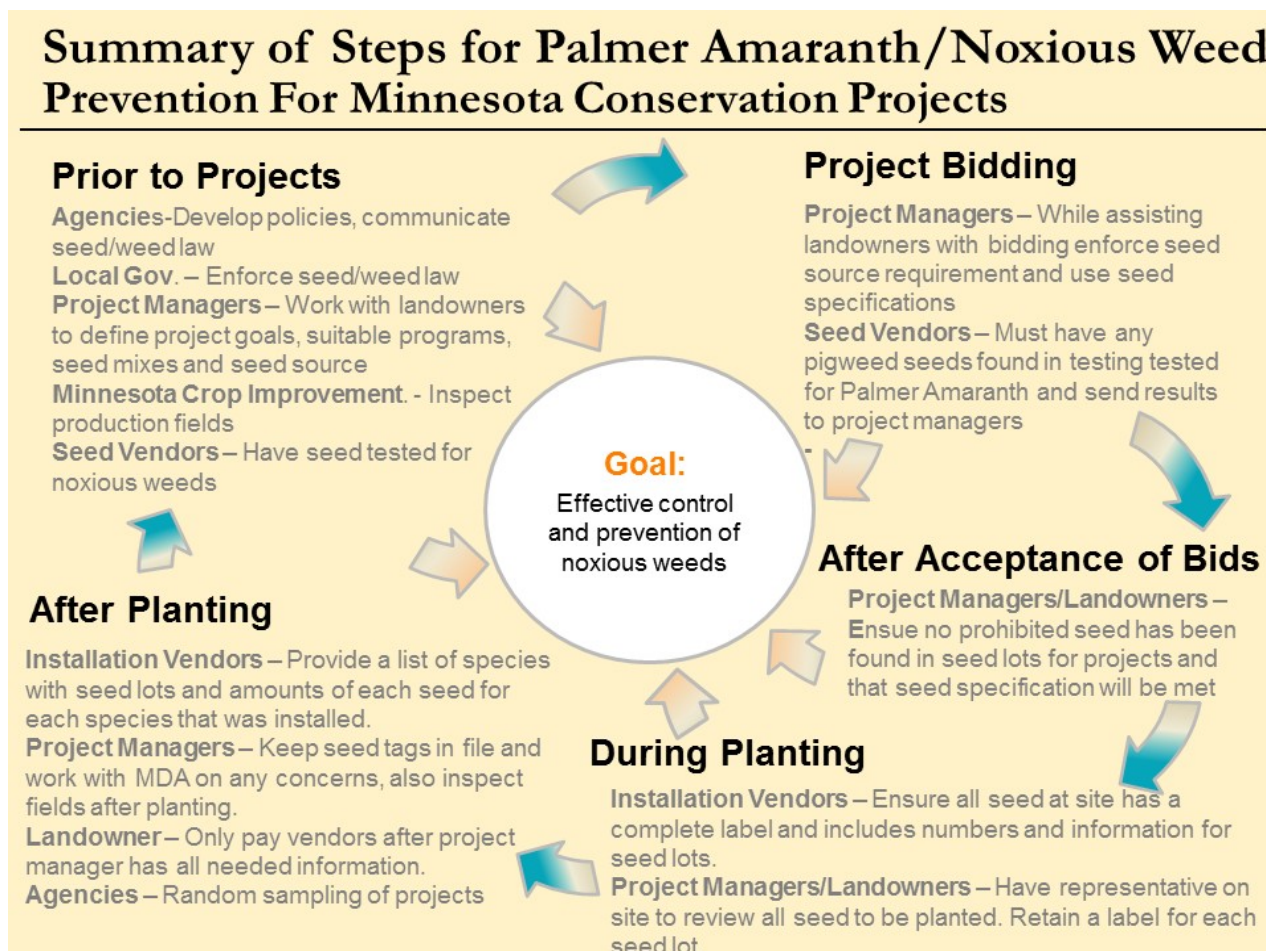 Summary of Steps for Palmer Amaranth/Noxious Weed
Prevention For Minnesota Conservation Projects
Prior to Projects
Agencies-Develop policies, communicate
seed/weed law
Local Gov. – Enforce seed/weed law
Project Managers – Work with landowners
to define project goals, suitable programs,
seed mixes and seed source
Minnesota Crop Improvement. - Inspect
production fields
Seed Vendors – Have seed tested for
noxious weeds
Project Bidding
Project Managers – While assisting
landowners with bidding enforce seed
source requirement and use seed
specifications
Seed Vendors – Must have any
pigweed seeds found in testing tested
for Palmer Amaranth and send results
to project managers
-
Goal:
Effective control
and prevention of
noxious weeds
After Acceptance of Bids
Project Managers/Landowners –
Ensue no prohibited seed has been
found in seed lots for projects and
that seed specification will be met
During Planting
Installation Vendors – Ensure all seed at site has a
complete label and includes numbers and information for
seed lots.
Project Managers/Landowners – Have representative on
site to review all seed to be planted. Retain a label for each
seed lot
After Planting
Installation Vendors – Provide a list of species
with seed lots and amounts of each seed for
each species that was installed.
Project Managers – Keep seed tags in file and
work with MDA on any concerns, also inspect
fields after planting.
Landowner – Only pay vendors after project
manager has all needed information.
Agencies – Random sampling of projects